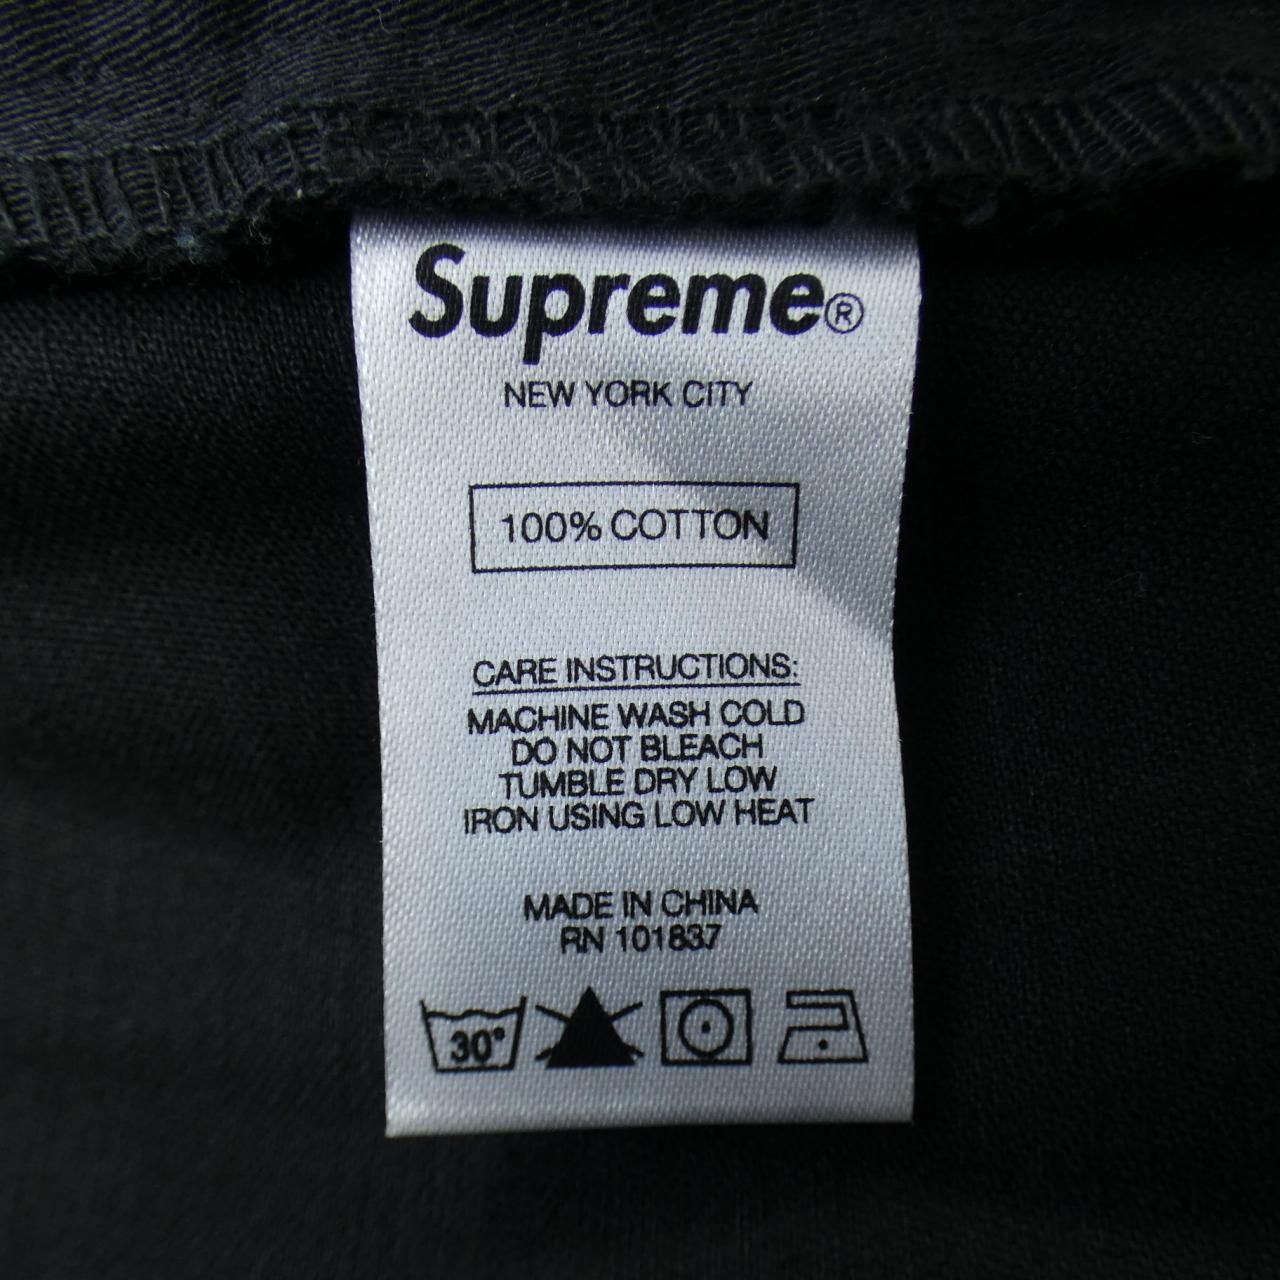 Supreme®
NEW YORK CITY
100% COTTON
CARE INSTRUCTIONS:
MACHINE WASH COLD
DO NOT BLEACH
TUMBLE DRY LOW
IRON USING LOW HEAT
MADE IN CHINA
RN 101837
30°